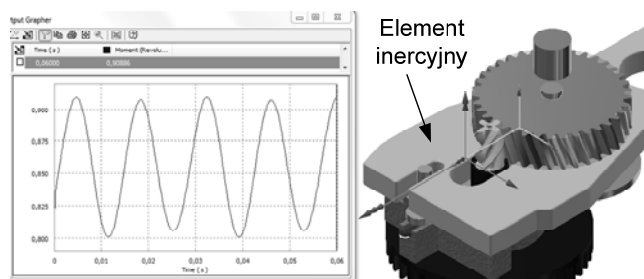 tput Grapher
Time ( s )
Moment (Revolu...
0,06000
0,90886
Element
inercyjny
0,900
0,875
0,850
0,825
0,800
0
0,01
0,02
0,03
0,04
0,05
0,06
Time ( s )